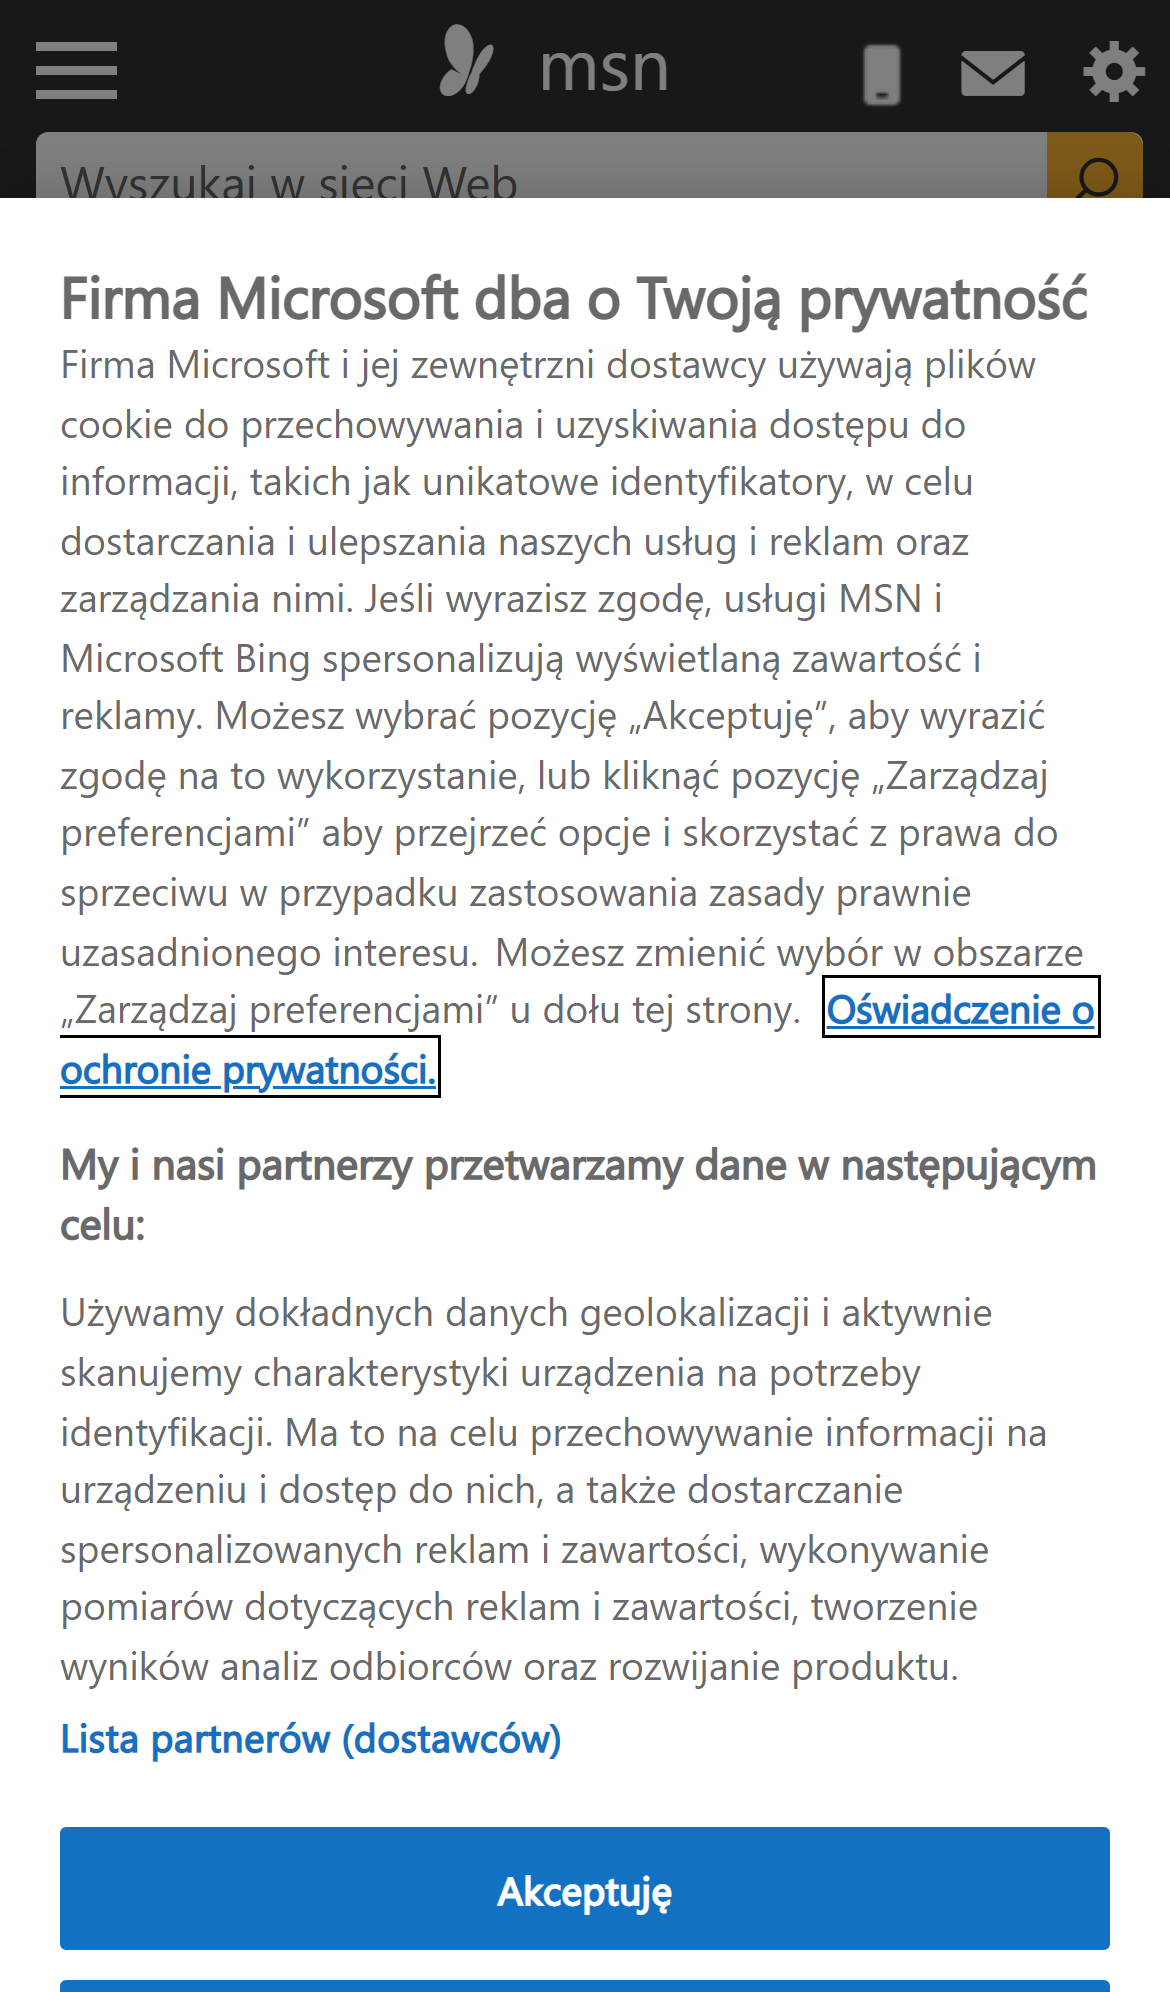 msn
Wyszukaj w sieci Web
Firma Microsoft dba o Twoją prywatność
Firma Microsoft i jej zewnętrzni dostawcy używają plików
cookie do przechowywania i uzyskiwania dostępu do
informacji, takich jak unikatowe identyfikatory, w celu
dostarczania i ulepszania naszych usług i reklam oraz
zarządzania nimi. Jeśli wyrazisz zgodę, usługi MSN i
Microsoft Bing spersonalizują wyświetlaną zawartość i
reklamy. Możesz wybrać pozycję „Akceptuję”, aby wyrazić
zgodę na to wykorzystanie, lub kliknąć pozycję „Zarządzaj
preferencjami” aby przejrzeć opcje i skorzystać z prawa do
sprzeciwu w przypadku zastosowania zasady prawnie
uzasadnionego interesu. Możesz zmienić wybór w obszarze
„Zarządzaj preferencjami” u dołu tej strony. Oświadczenie o
ochronie prywatności.
My i nasi partnerzy przetwarzamy dane w następującym
celu:
Używamy dokładnych danych geolokalizacji i aktywnie
skanujemy charakterystyki urządzenia na potrzeby
identyfikacji. Ma to na celu przechowywanie informacji na
urządzeniu i dostęp do nich, a także dostarczanie
spersonalizowanych reklam i zawartości, wykonywanie
pomiarów dotyczących reklam i zawartości, tworzenie
wyników analiz odbiorców oraz rozwijanie produktu.
Lista partnerów (dostawców)
Akceptuję